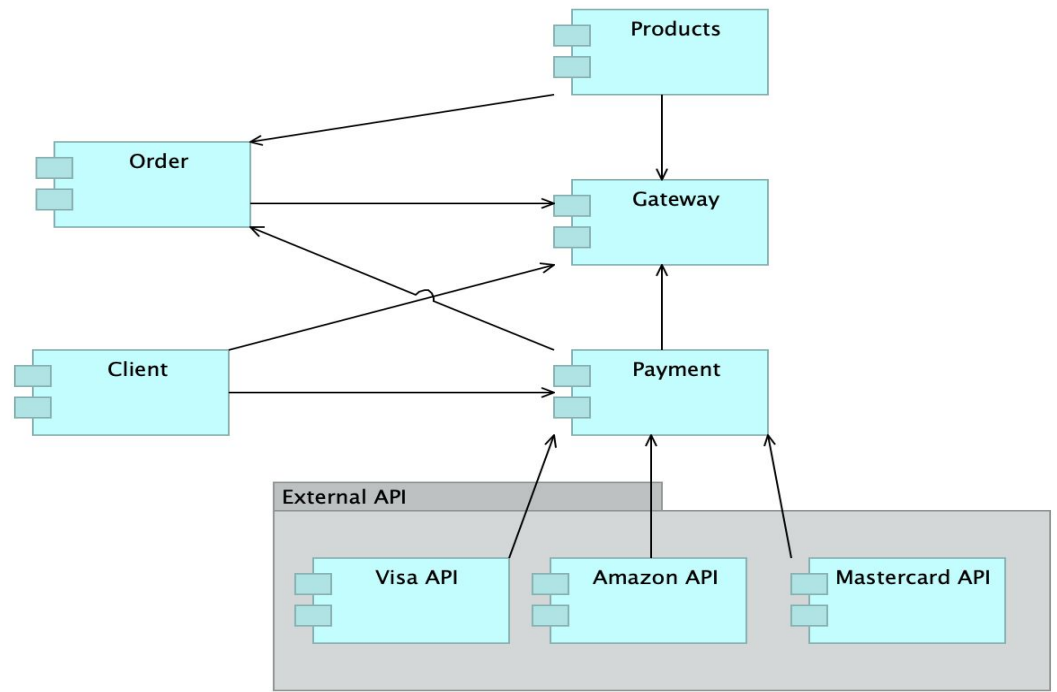 Products
Order
Gateway
Client
Payment
External API
Visa API
Amazon API
Mastercard API